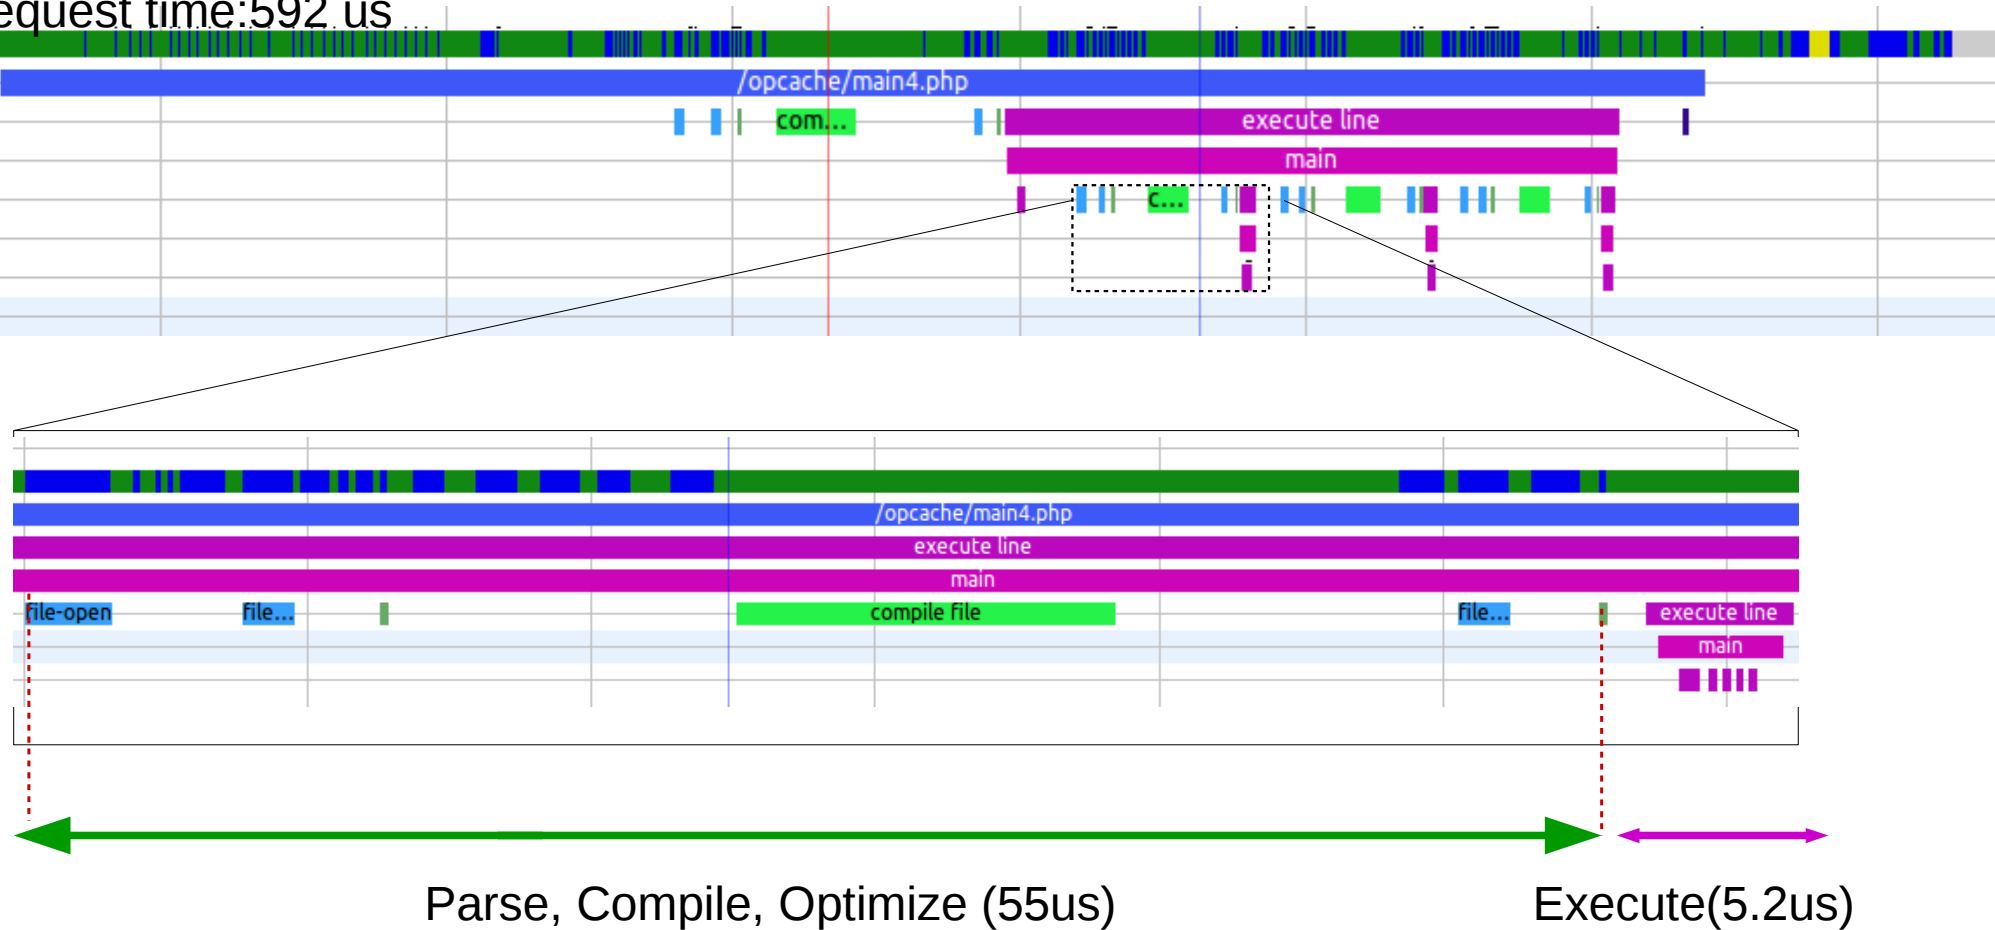 equest time:592 us
/opcache/main4.php
com...
execute line
main
c...
/opcache/main4.php
execute line
main
file-open
file...
compile file
file...
execute line
main
Parse, Compile, Optimize (55us)
Execute(5.2us)